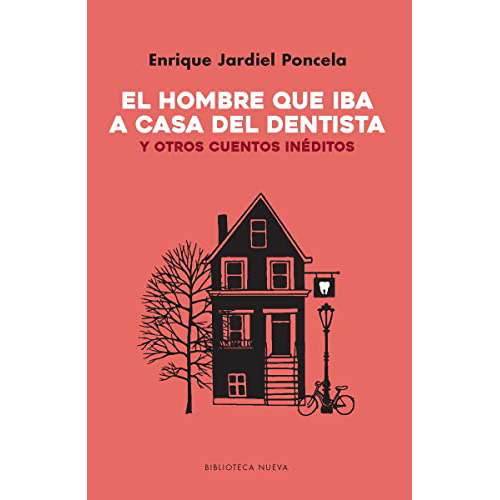 Enrique Jardiel Poncela
EL HOMBRE QUE IBA
A CASA DEL DENTISTA
Y OTROS CUENTOS INÉDITOS
BIBLIOTECA NUEVA